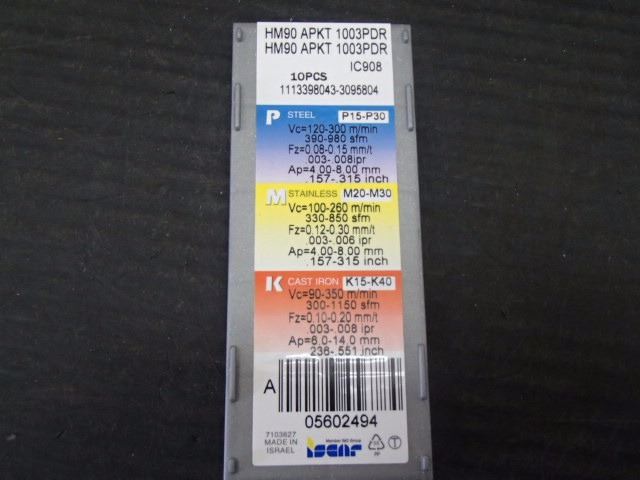 HM90 APKT 1003PDR
HM90 APKT 1003PDR
IC908
10PCS
1113398043-3095804
P STEEL P15-P30
Vc=120-300 m/min
390-980 sfm
Fz=0.08-0.15 mm/t
.003-.008ipr
Ap=4.00-8.00 mm
.157-.315 inch
M STAINLESS M20-M30
Vc=100-260 m/min
330-850 sfm
Fz=0.12-0.30 mm/t
.003-.006 ipr
Ap=4.00-8.00 mm
.157-315 inch
K CAST IRON K15-K40
Vc=90-350 m/min
300-1150 sfm
Fz=0.10-0.20 mm/t
.003-.008 ipr
Ap=6.0-14.0 mm
236-.551 inch
A
05602494
7103627
MADE IN
ISRAEL
Member IMC Group
iscar
PP
T